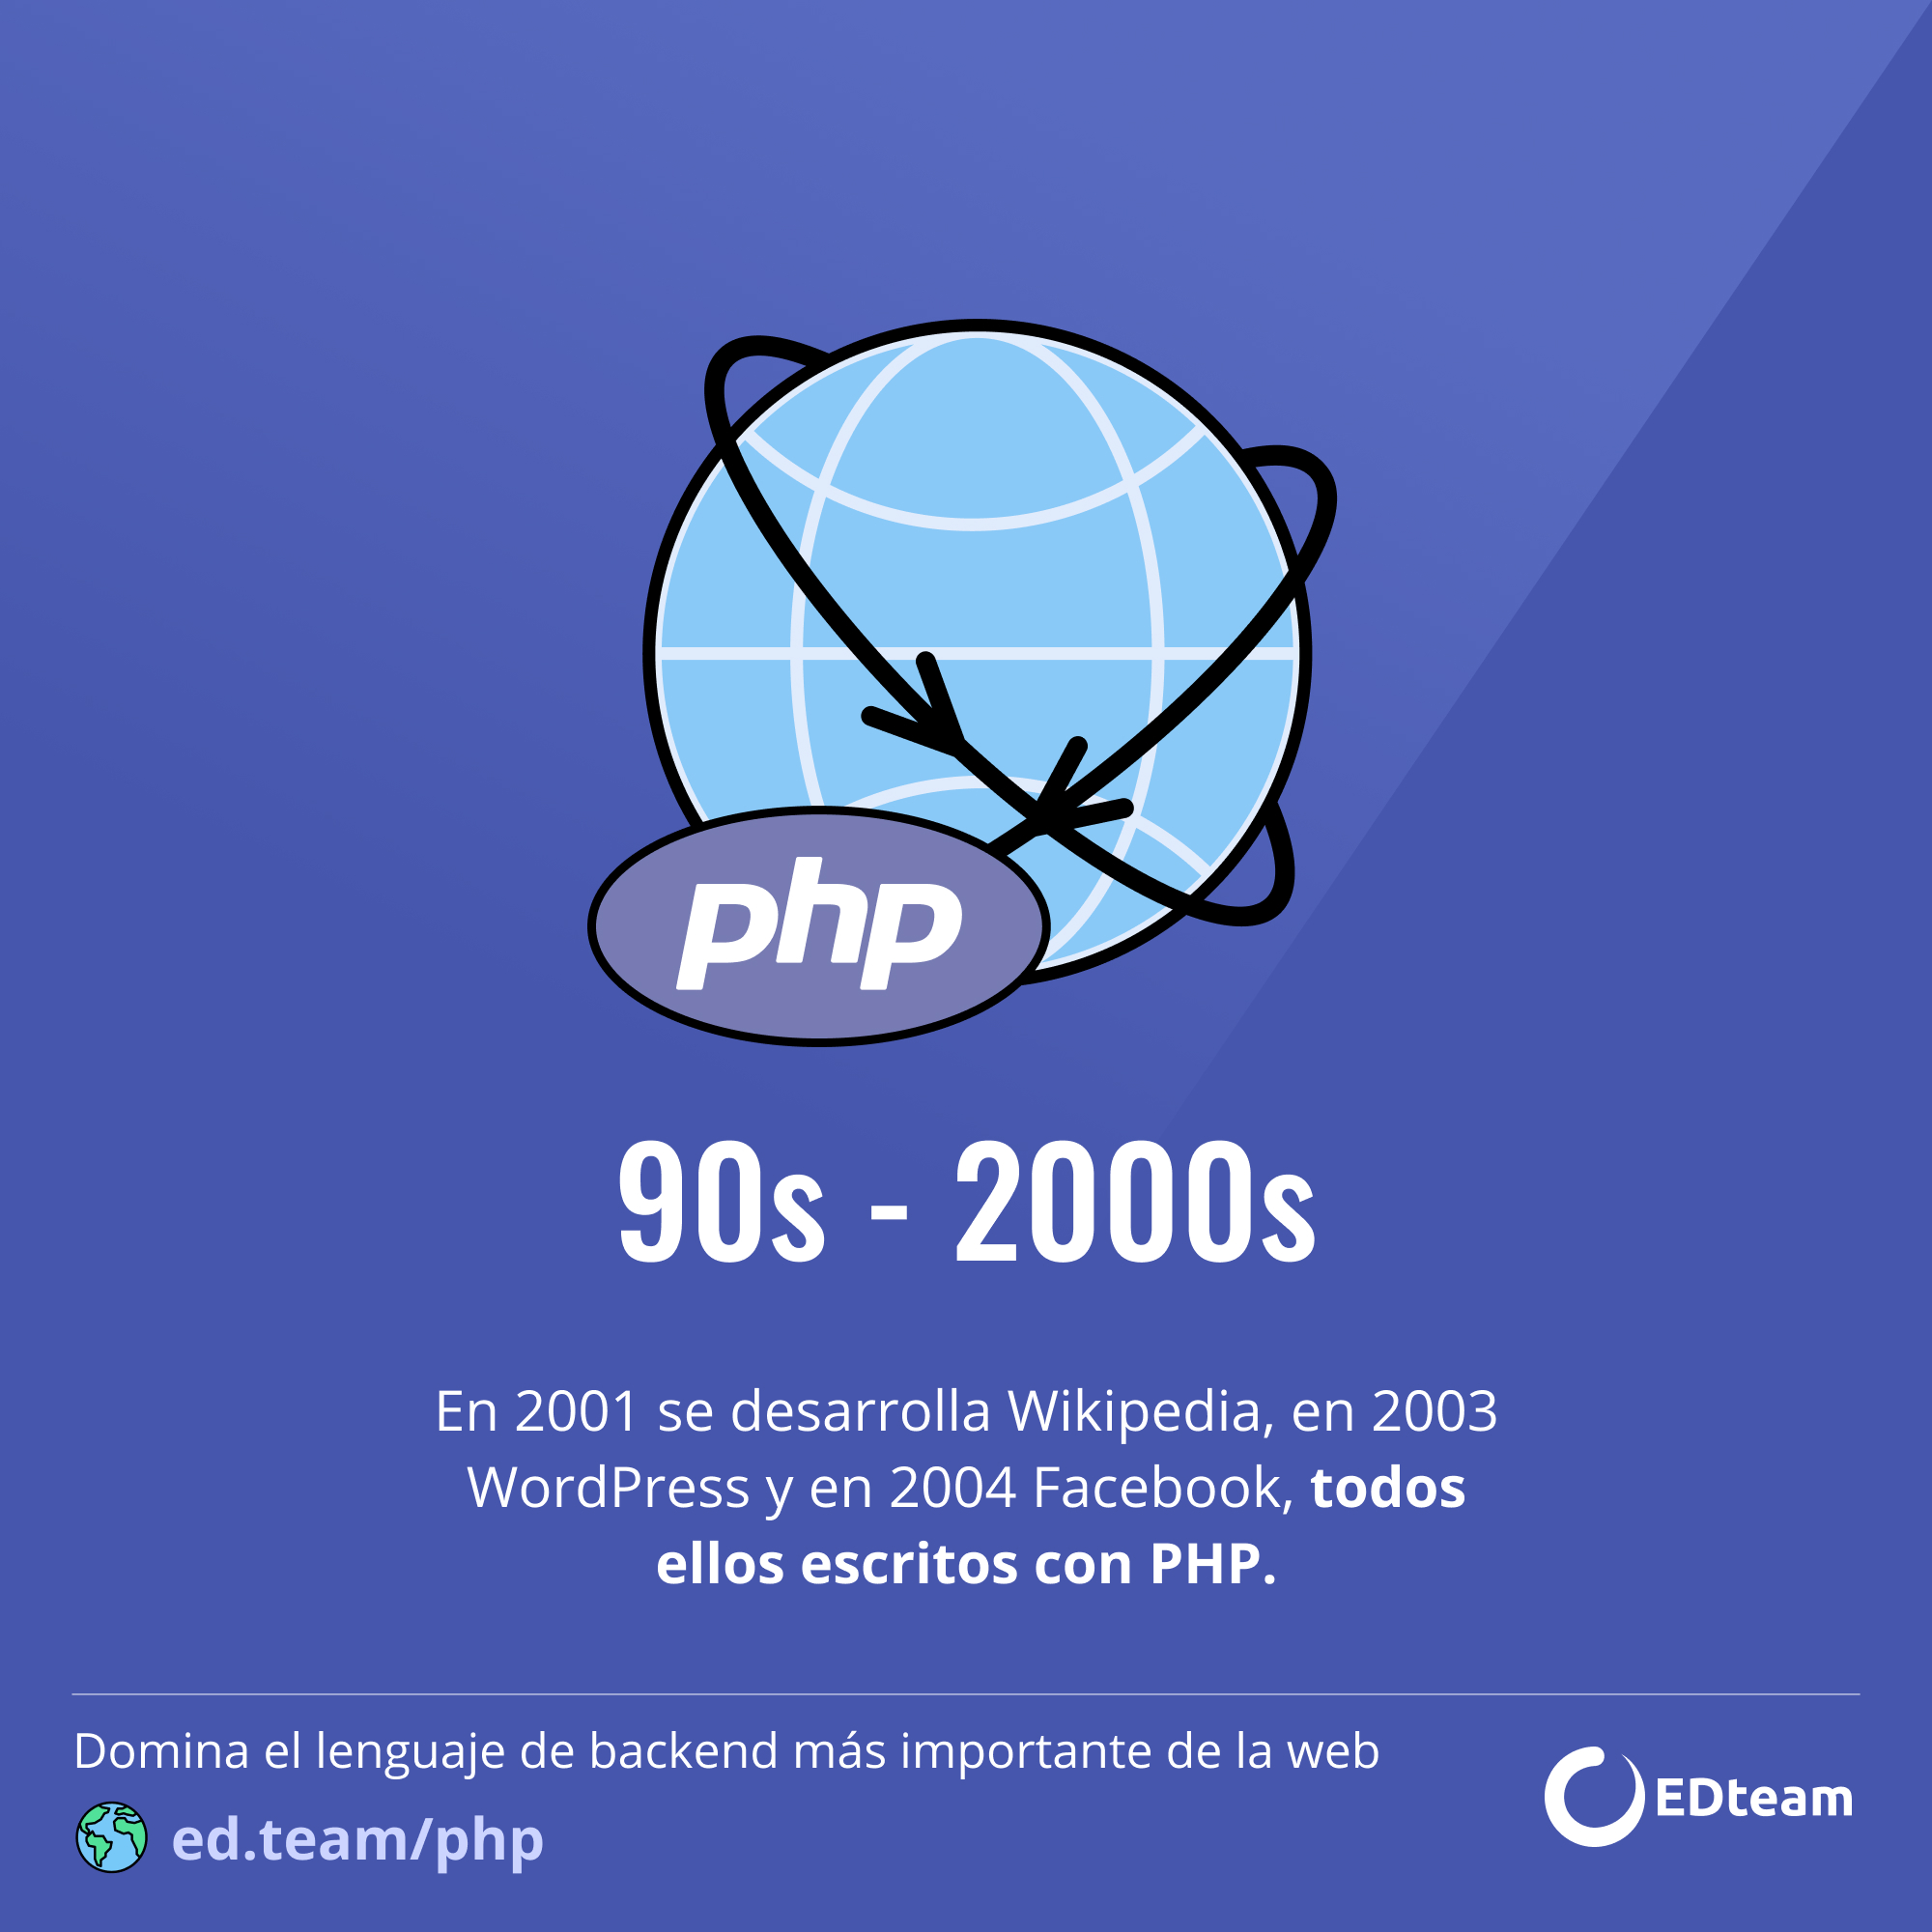 php
90s - 2000s
En 2001 se desarrolla Wikipedia, en 2003
WordPress y en 2004 Facebook, todos
ellos escritos con PHP.
Domina el lenguaje de backend más importante de la web
ed.team/php
EDteam